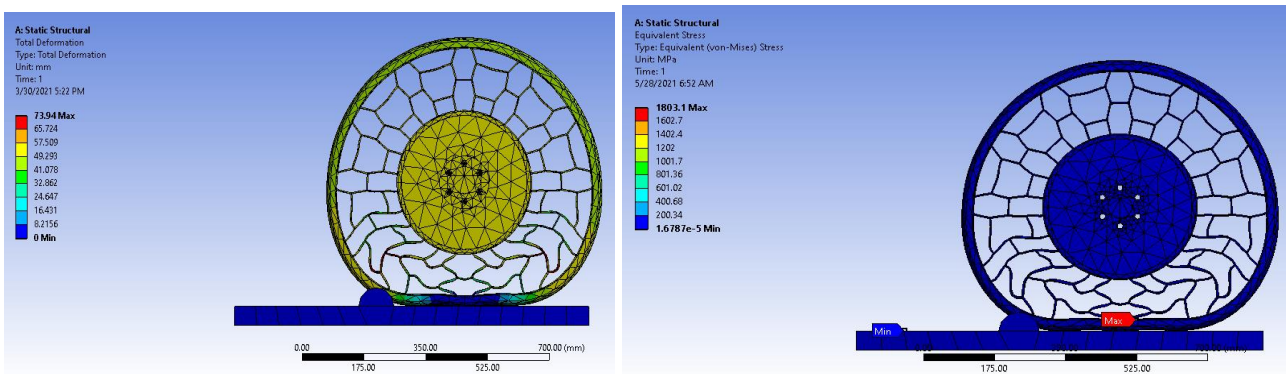 A: Static Structural
Total Deformation
Type: Total Deformation
Unit: mm
Time: 1
3/30/2021 5:22 PM
73.94 Max
65.724
57.509
49.293
41.078
32.862
24.647
16.431
8.2156
0 Min
0.00
350.00
700.00 (mm)
175.00
525.00
A: Static Structural
Equivalent Stress
Type: Equivalent (von-Mises) Stress
Unit: MPa
Time: 1
5/28/2021 6:52 AM
1803.1 Max
1602.7
1402.4
1202
1001.7
801.36
601.02
400.68
200.34
1.6787e-5 Min
Min
Max
175.00
525.00